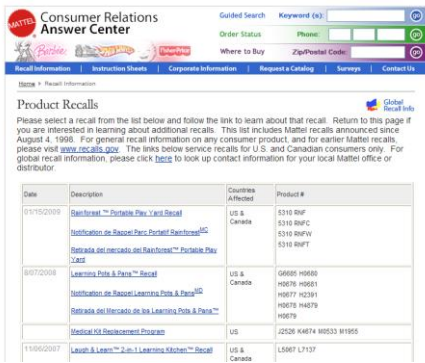 MATTEL Consumer Relations
Answer Center
Guided Search Keyword (s): go
Order Status Phone: go
Where to Buy Zip/Postal Code: go
Barbie Hot Wheels Fisher-Price
Recall Information | Instruction Sheets | Corporate Information | Request a Catalog | Surveys | Contact Us
Home > Recall Information
Product Recalls
Global
Recall Info
Please select a recall from the list below and follow the link to learn about that recall. Return to this page if
you are interested in learning about additional recalls. This list includes Mattel recalls announced since
August 4, 1998. For general recall information on any consumer product, and for earlier Mattel recalls,
please visit www.recalls.gov. The links below service recalls for U.S. and Canadian consumers only. For
global recall information, please click here to look up contact information for your local Mattel office or
distributor.
Date Description Countries Affected Product #
01/15/2009 Rainforest ™ Portable Play Yard Recall US & Canada 5310 RNF
5310 RNFC
Notification de Rappel Parc Portatif Rainforest MC 5310 RNFW
5310 RNFT
Retirada del mercado del Rainforest™ Portable Play
Yard
8/07/2008 Learning Pots & Pans™ Recall US & Canada G6685 H0680
H0676 H0681
Notification de Rappel Learning Pots & Pans MD H0677 H2391
H0678 H4879
Retirada del Mercado de los Learning Pots & Pans™ H0679
Medical Kit Replacement Program US J2526 K4674 M0533 M1955
11/06/2007 Laugh & Learn™ 2-in-1 Learning Kitchen™ Recall US & Canada L5067 L7137